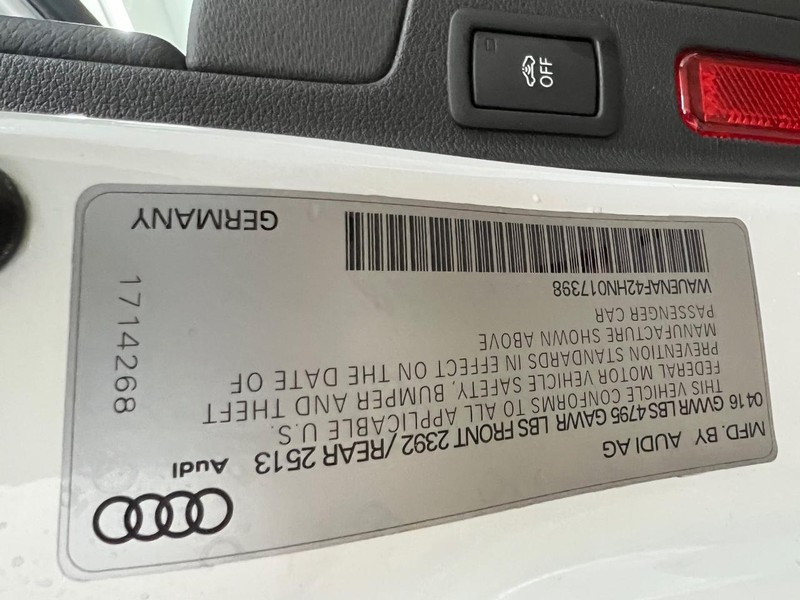 OFF
MFD. BY AUDI AG
04 16 GVWR LBS 4795 GAWR LBS FRONT 2392 / REAR 2513
THIS VEHICLE CONFORMS TO ALL APPLICABLE U.S.
FEDERAL MOTOR VEHICLE SAFETY, BUMPER AND THEFT
PREVENTION STANDARDS IN EFFECT ON THE DATE OF
MANUFACTURE SHOWN ABOVE
PASSENGER CAR
WAUENAF42HN017398
GERMANY
1714268
Audi